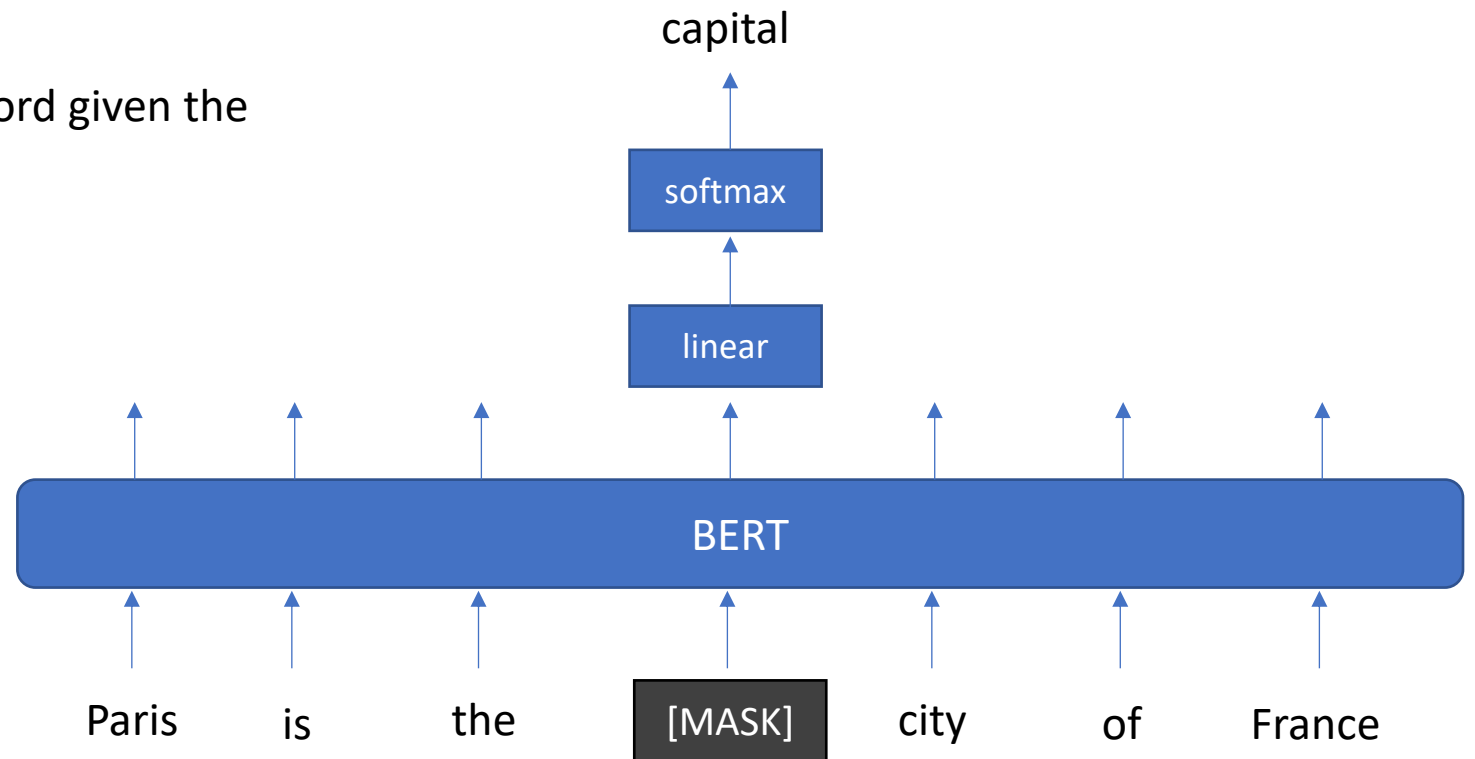 capital
ord given the
softmax
linear
BERT
Paris is the [MASK] city of France